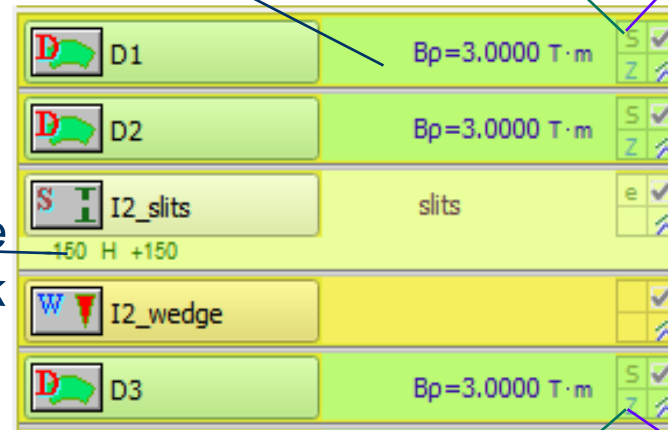 D D1 Bρ=3.0000 T·m S Z
D D2 Bρ=3.0000 T·m S Z
S I2_slits slits e
-150 H +150
e
k
W I2_wedge
D D3 Bρ=3.0000 T·m S Z